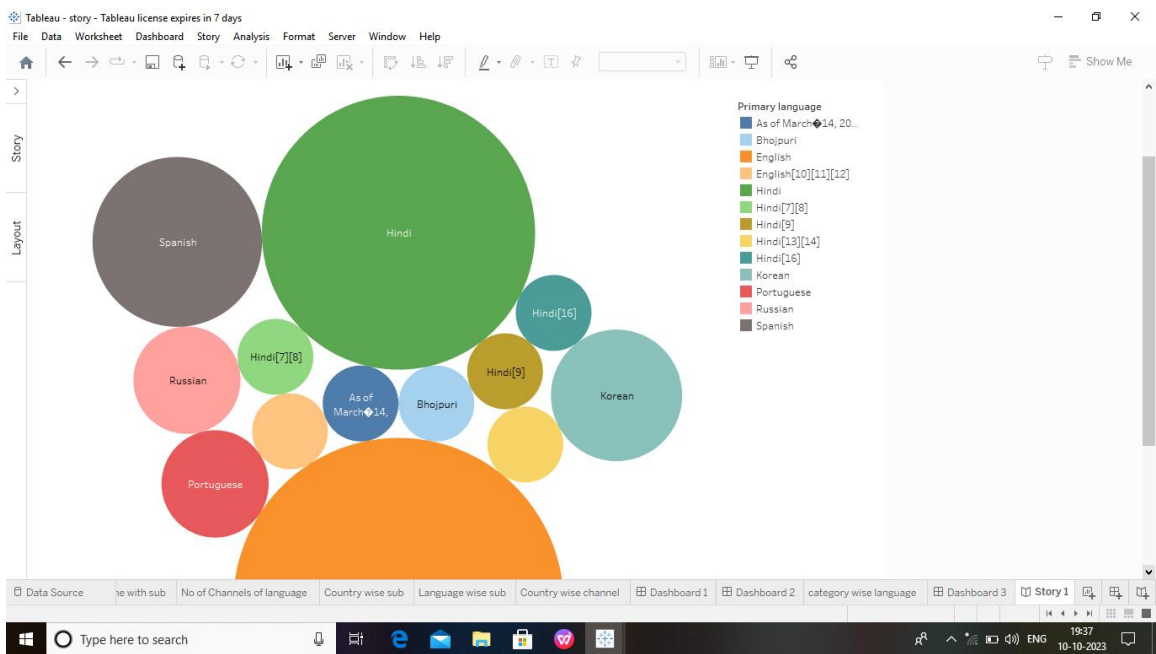 Tableau - story - Tableau license expires in 7 days
File Data Worksheet Dashboard Story Analysis Format Server Window Help
Show Me
Story
Layout
Primary language
As of March�14, 20..
Bhojpuri
English
English[10][11][12]
Hindi
Hindi[7][8]
Hindi[9]
Hindi[13][14]
Hindi[16]
Korean
Portuguese
Russian
Spanish
Hindi
Spanish
Hindi[16]
Hindi[7][8]
Hindi[9]
Russian
As of
March�14,
Bhojpuri
Korean
Portuguese
Data Source ne with sub No of Channels of language Country wise sub Language wise sub Country wise channel Dashboard 1 Dashboard 2 category wise language Dashboard 3 Story 1
Type here to search
ENG
19:37
10-10-2023